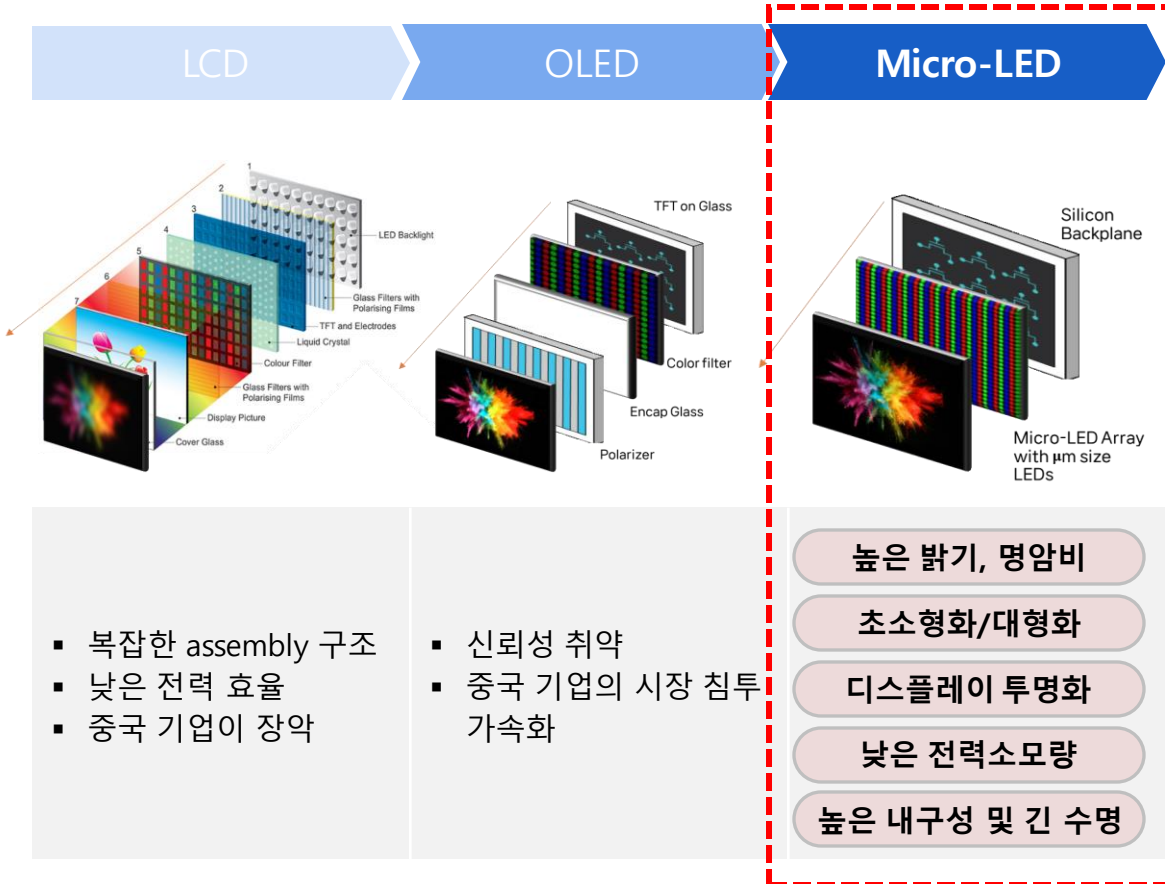 LCD
OLED
Micro-LED
1
2
3
4
5
6
7
LED Backlight
Glass Filters with
Polarising Films
TFT and Electrodes
Liquid Crystal
Colour Filter
Glass Filters with
Polarising Films
Display Picture
Cover Glass
TFT on Glass
Color filter
Encap Glass
Polarizer
Silicon
Backplane
Micro-LED Array
with μm size
LEDs
▪ 복잡한 assembly 구조
▪ 낮은 전력 효율
▪ 중국 기업이 장악
▪ 신뢰성 취약
▪ 중국 기업의 시장 침투
가속화
높은 밝기, 명암비
초소형화/대형화
디스플레이 투명화
낮은 전력소모량
높은 내구성 및 긴 수명